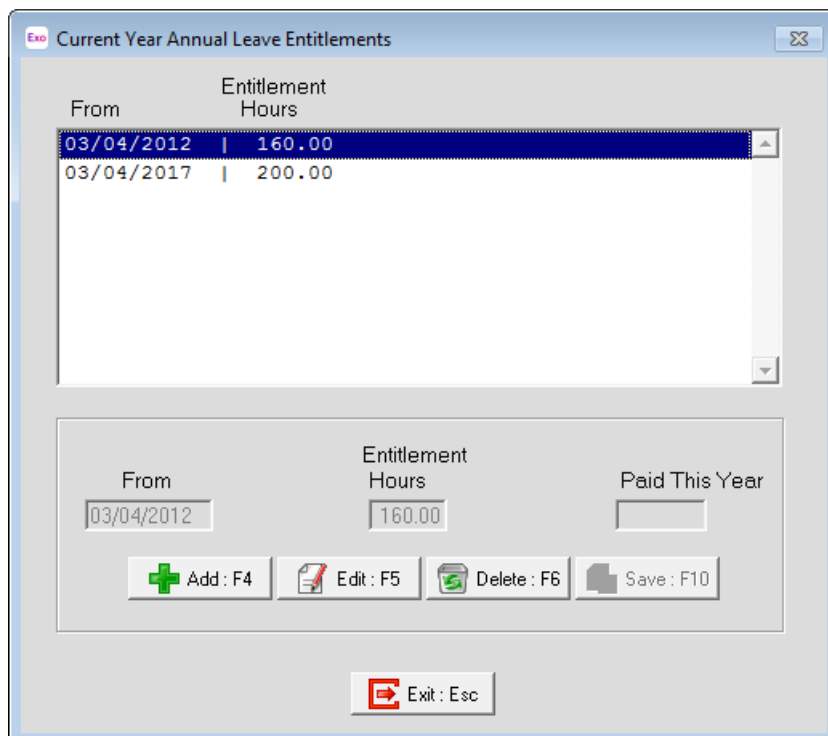 Exo Current Year Annual Leave Entitlements
Entitlement
From Hours
03/04/2012 | 160.00
03/04/2017 | 200.00
Entitlement
From Hours Paid This Year
03/04/2012 160.00
Add : F4 Edit : F5 Delete : F6 Save : F10
Exit : Esc